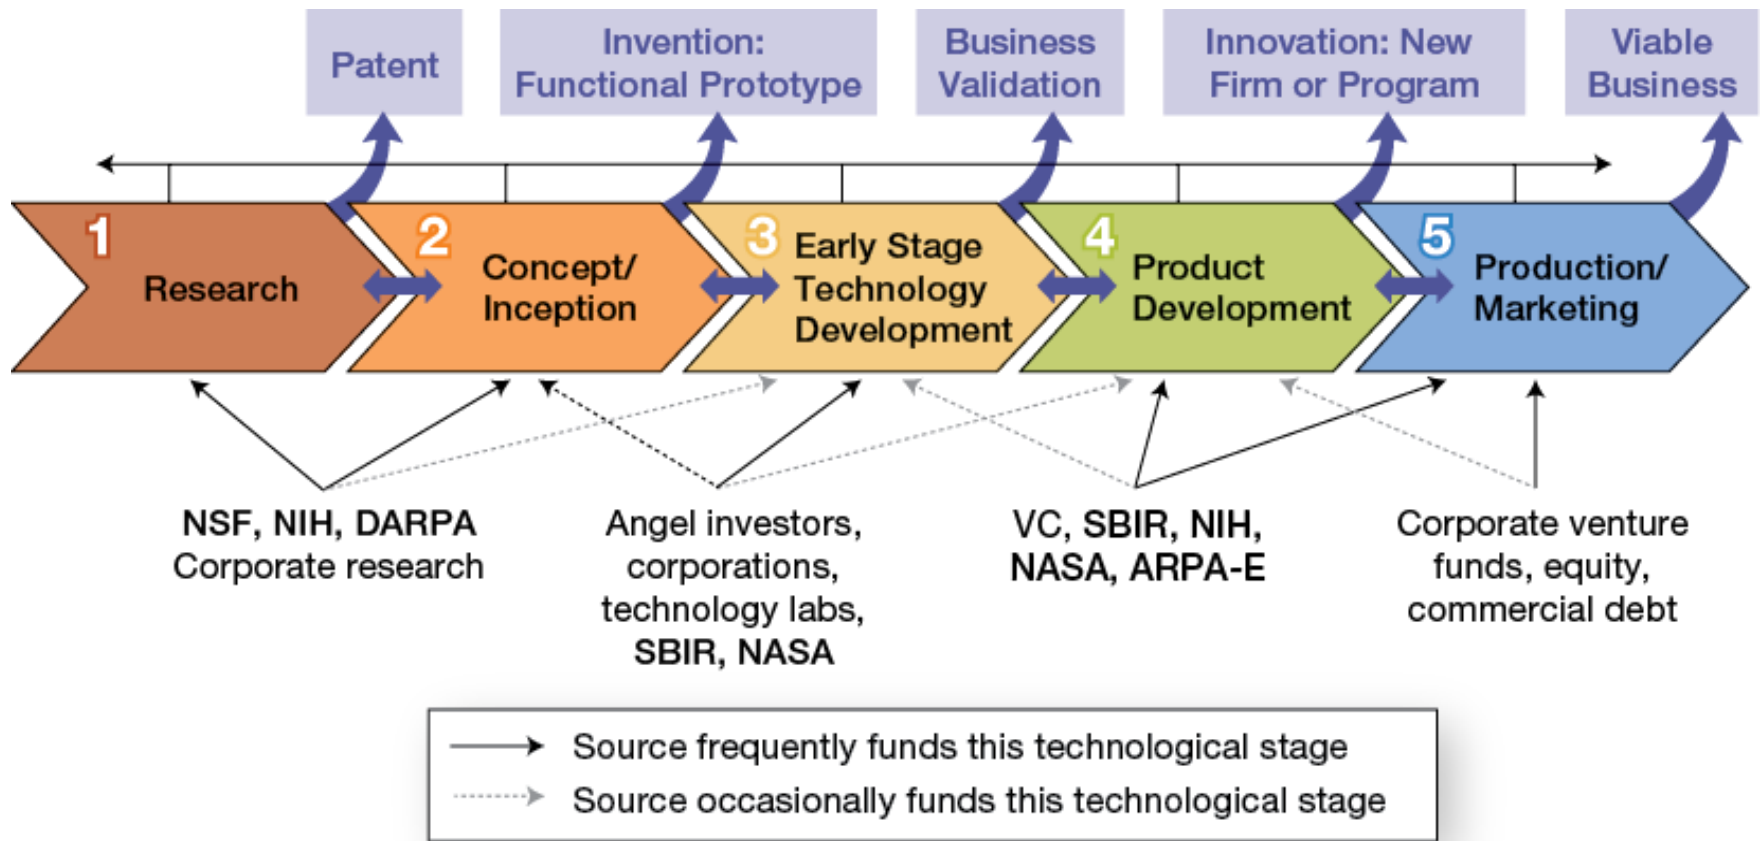 Patent
Invention:
Functional Prototype
Business
Validation
Innovation: New
Firm or Program
Viable
Business
1
Research
2
Concept/
Inception
3
Early Stage
Technology
Development
4
Product
Development
5
Production/
Marketing
NSF, NIH, DARPA
Corporate research
Angel investors,
corporations,
technology labs,
SBIR, NASA
VC, SBIR, NIH,
NASA, ARPA-E
Corporate venture
funds, equity,
commercial debt
Source frequently funds this technological stage
Source occasionally funds this technological stage